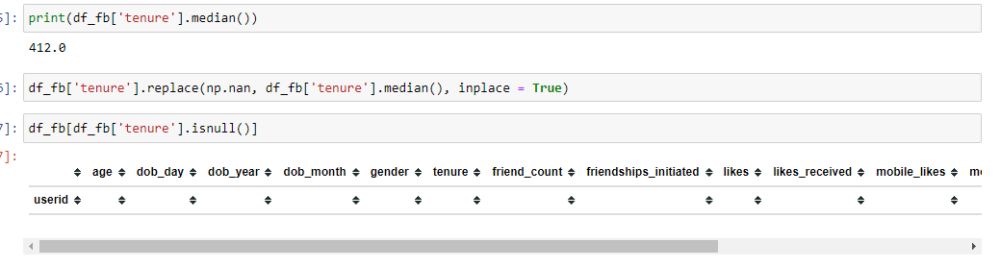 5]: print(df_fb['tenure'].median())
412.0
6]: df_fb['tenure'].replace(np.nan, df_fb['tenure'].median(), inplace = True)
7]: df_fb[df_fb['tenure'].isnull()]
7]:
age dob_day dob_year dob_month gender tenure friend_count friendships_initiated likes likes_received mobile_likes
userid